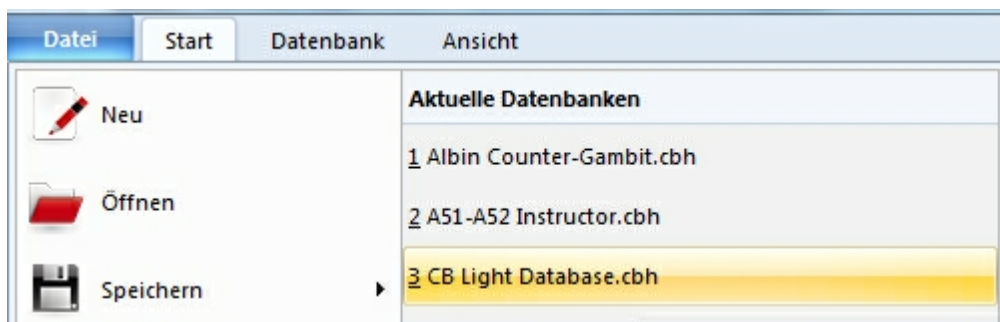 Datei Start Datenbank Ansicht
Neu
Öffnen
Speichern
Aktuelle Datenbanken
1 Albin Counter-Gambit.cbh
2 A51-A52 Instructor.cbh
3 CB Light Database.cbh